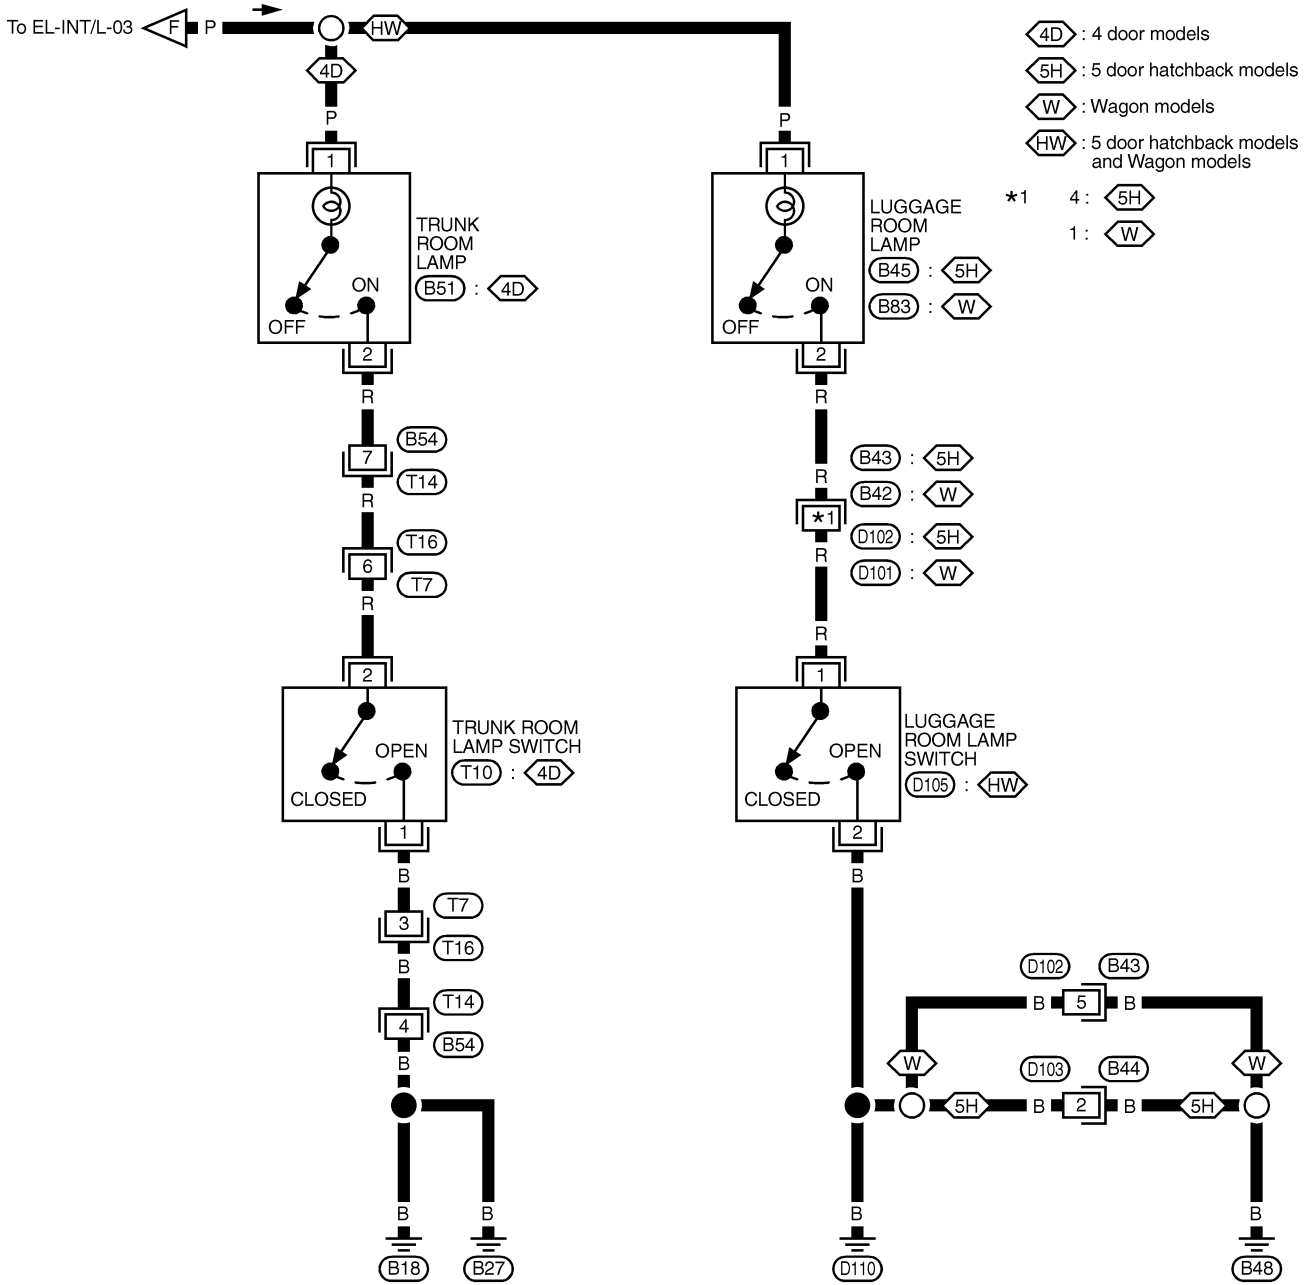 To EL-INT/L-03 F P HW
4D
P
1
TRUNK
ROOM
LAMP
B51 : 4D
ON
OFF
2
R
B54
7
T14
R
T16
6
T7
R
2
TRUNK ROOM
LAMP SWITCH
T10 : 4D
OPEN
CLOSED
1
B
T7
3
T16
B
T14
4
B54
B
B
B
B18
B27
P
1
LUGGAGE
ROOM
LAMP
B45 : 5H
B83 : W
ON
OFF
2
R
R
B43 : 5H
B42 : W
*1
D102 : 5H
D101 : W
R
R
1
LUGGAGE
ROOM LAMP
SWITCH
D105 : HW
OPEN
CLOSED
2
B
D102 B43
B 5 B
W W
D103 B44
5H B 2 B 5H
B
B
D110
B48
4D : 4 door models
5H : 5 door hatchback models
W : Wagon models
HW : 5 door hatchback models
and Wagon models
*1 4 : 5H
1 : W